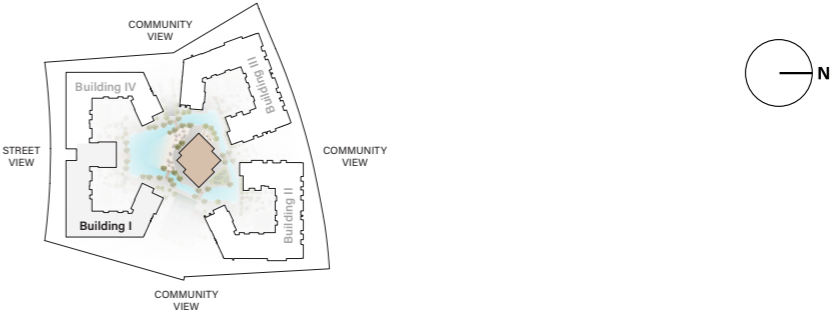 COMMUNITY
VIEW
Building IV
Building III
N
STREET
VIEW
COMMUNITY
VIEW
Building II
Building I
COMMUNITY
VIEW